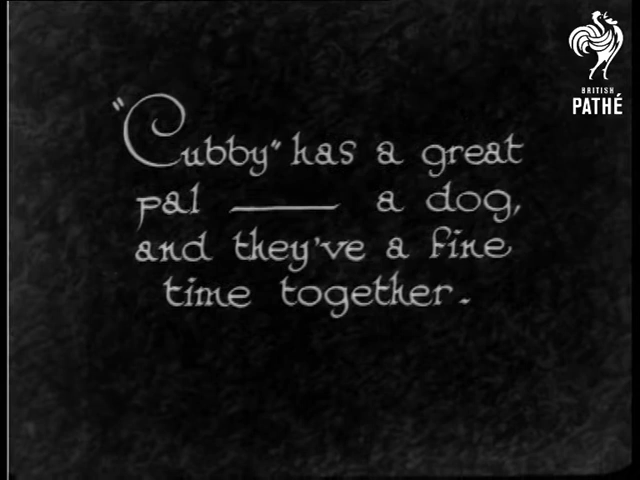 BRITISH
PATHÉ
"Cubby" has a great
pal —— a dog,
and they've a fine
time together.